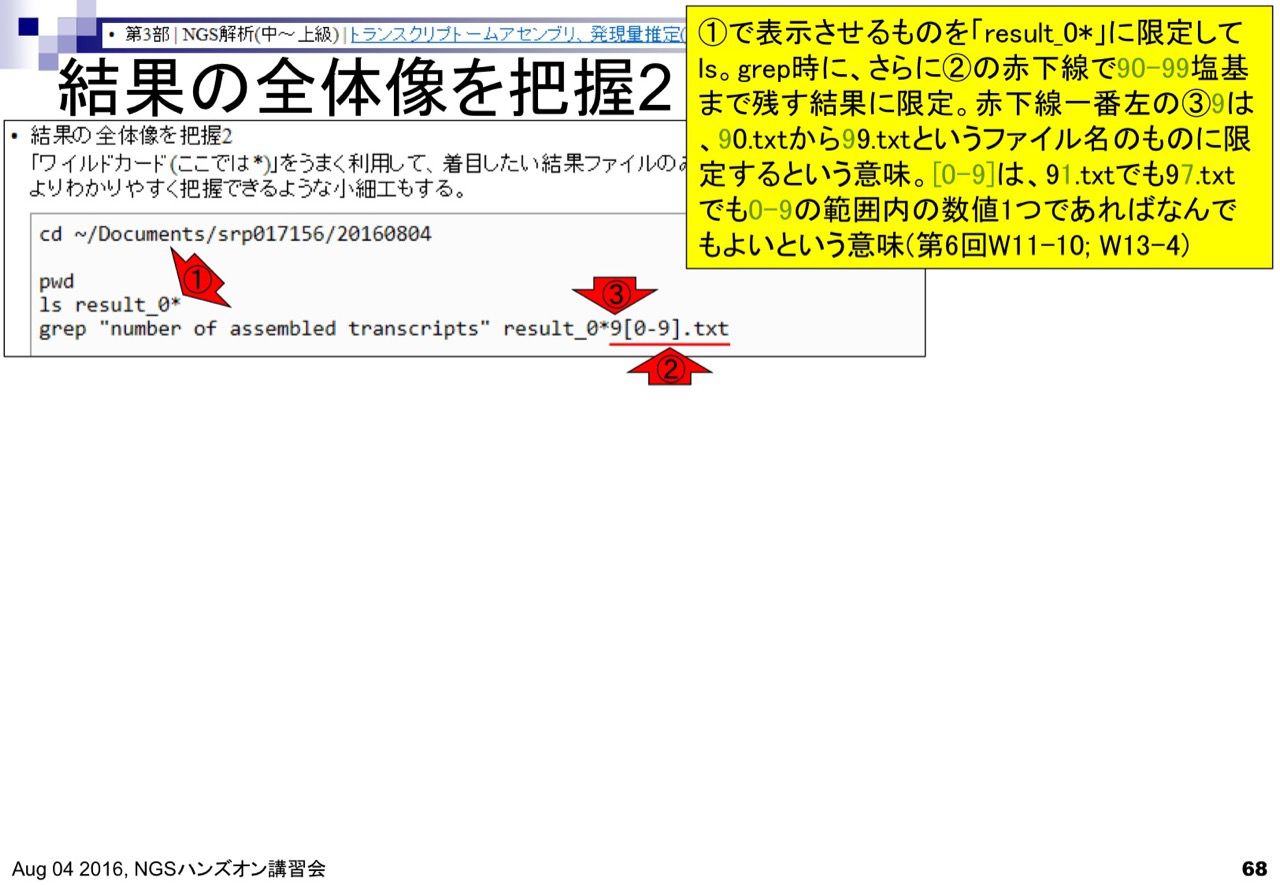 • 第3部 | NGS解析(中～上級) | トランスクリプトームアセンブリ、発現量推定(
結果の全体像を把握2
①で表示させるものを「result_0*」に限定して
ls。grep時に、さらに②の赤下線で90-99塩基
まで残す結果に限定。赤下線一番左の③9は
、90.txtから99.txtというファイル名のものに限
定するという意味。[0-9]は、91.txtでも97.txt
でも0-9の範囲内の数値1つであればなんで
もよいという意味(第6回W11-10; W13-4)
• 結果の全体像を把握2
「ワイルドカード(ここでは*)」をうまく利用して、着目したい結果ファイルの
よりわかりやすく把握できるような小細工もする。
cd ~/Documents/srp017156/20160804
①
pwd
ls result_0*
③
grep "number of assembled transcripts" result_0*9[0-9].txt
②
Aug 04 2016, NGSハンズオン講習会
68